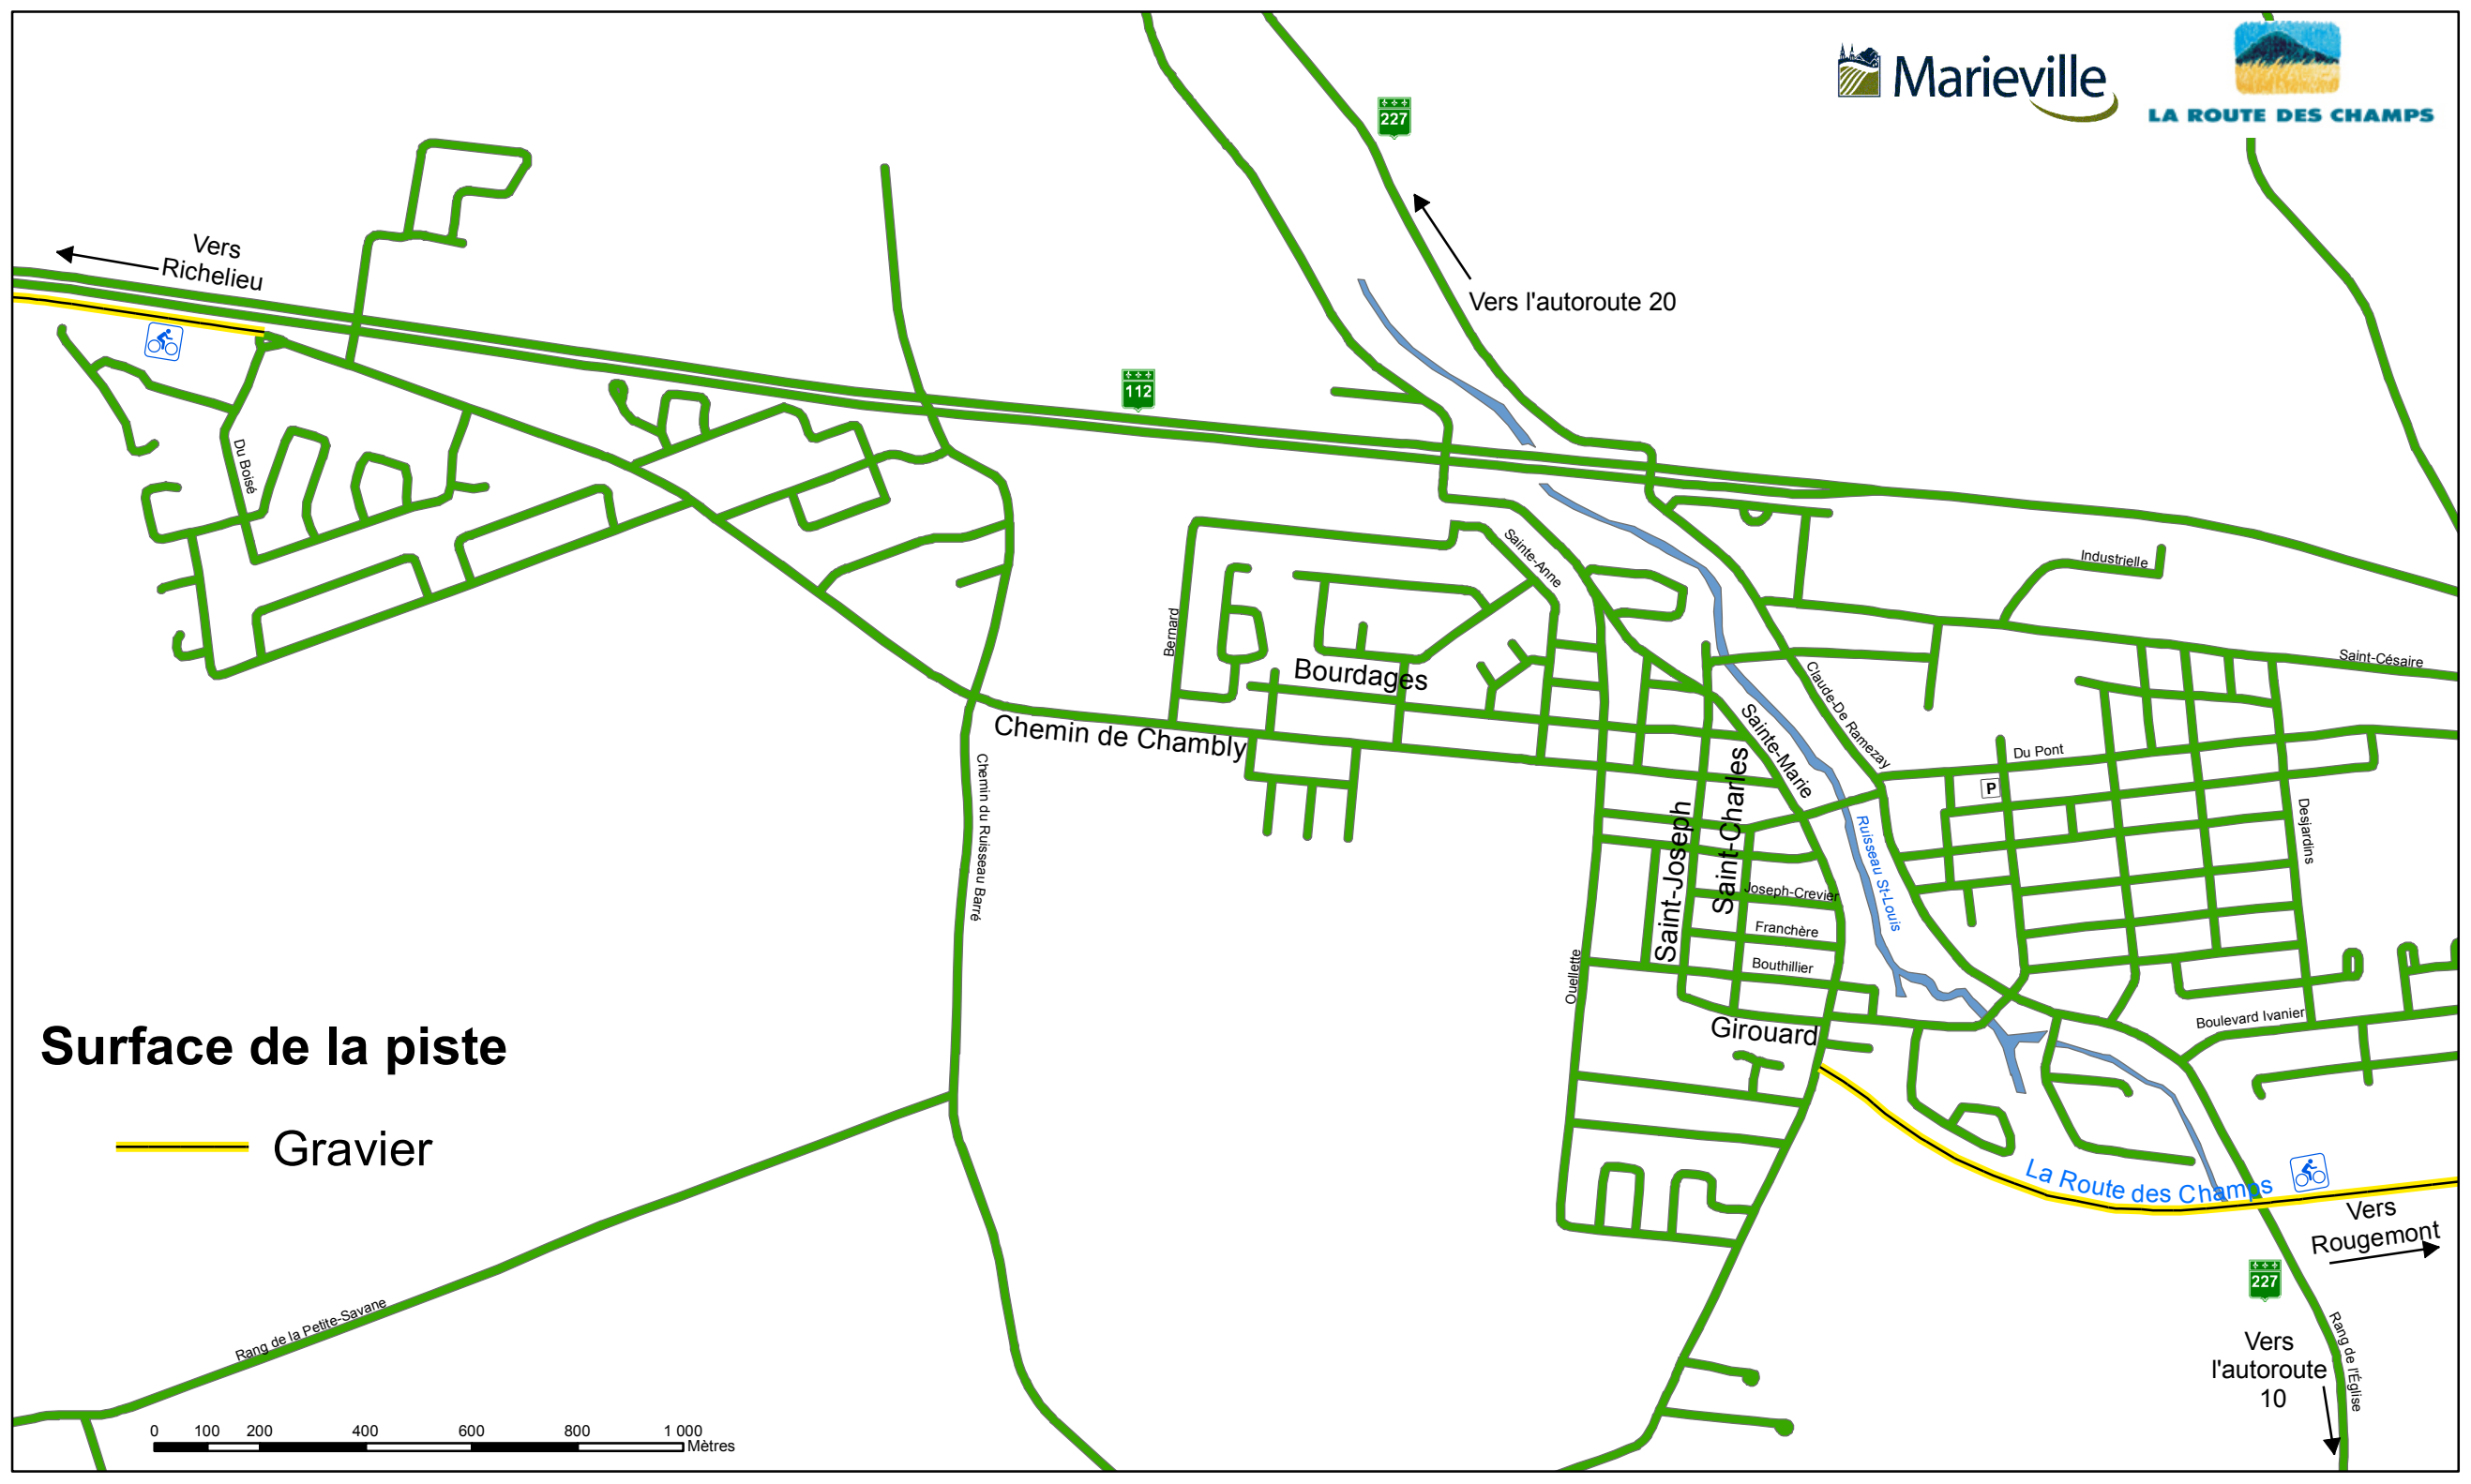 Marieville
LA ROUTE DES CHAMPS
227
Vers
Richelieu
Vers l'autoroute 20
112
Du Boisé
Sainte-Anne
Industrielle
Bernard
Saint-Césaire
Bourdages
Claude-De Ramezay
Sainte-Marie
Chemin de Chambly
Du Pont
P
Chemin du Ruisseau Barré
Saint-Charles
Saint-Joseph
Desjardins
Ruisseau St-Louis
Joseph-Crevier
Franchère
Bouthillier
Ouellette
Girouard
Boulevard Ivanier
Surface de la piste
Gravier
La Route des Champs
Vers
Rougemont
227
Rang de la Petite-Savane
Rang de l'Église
Vers
l'autoroute
10
0 100 200 400 600 800 1 000
Mètres